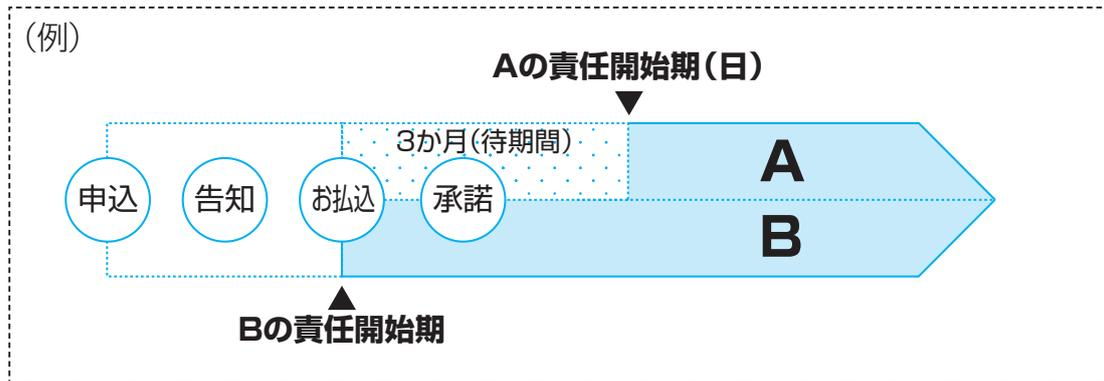 （例）
Aの責任開始期（日）
3か月（待期間）
A
申込 告知 お払込 承諾
B
Bの責任開始期